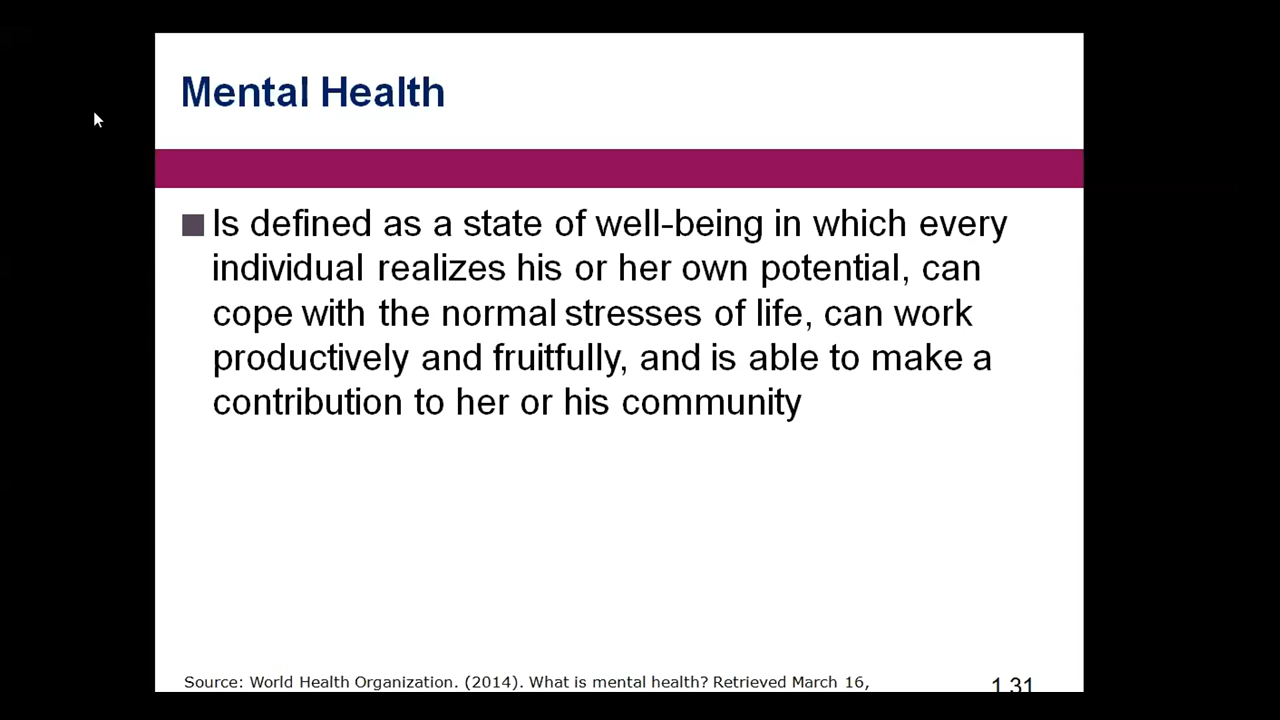 Mental Health
Is defined as a state of well-being in which every
individual realizes his or her own potential, can
cope with the normal stresses of life, can work
productively and fruitfully, and is able to make a
contribution to her or his community
Source: World Health Organization. (2014). What is mental health? Retrieved March 16,
1.31